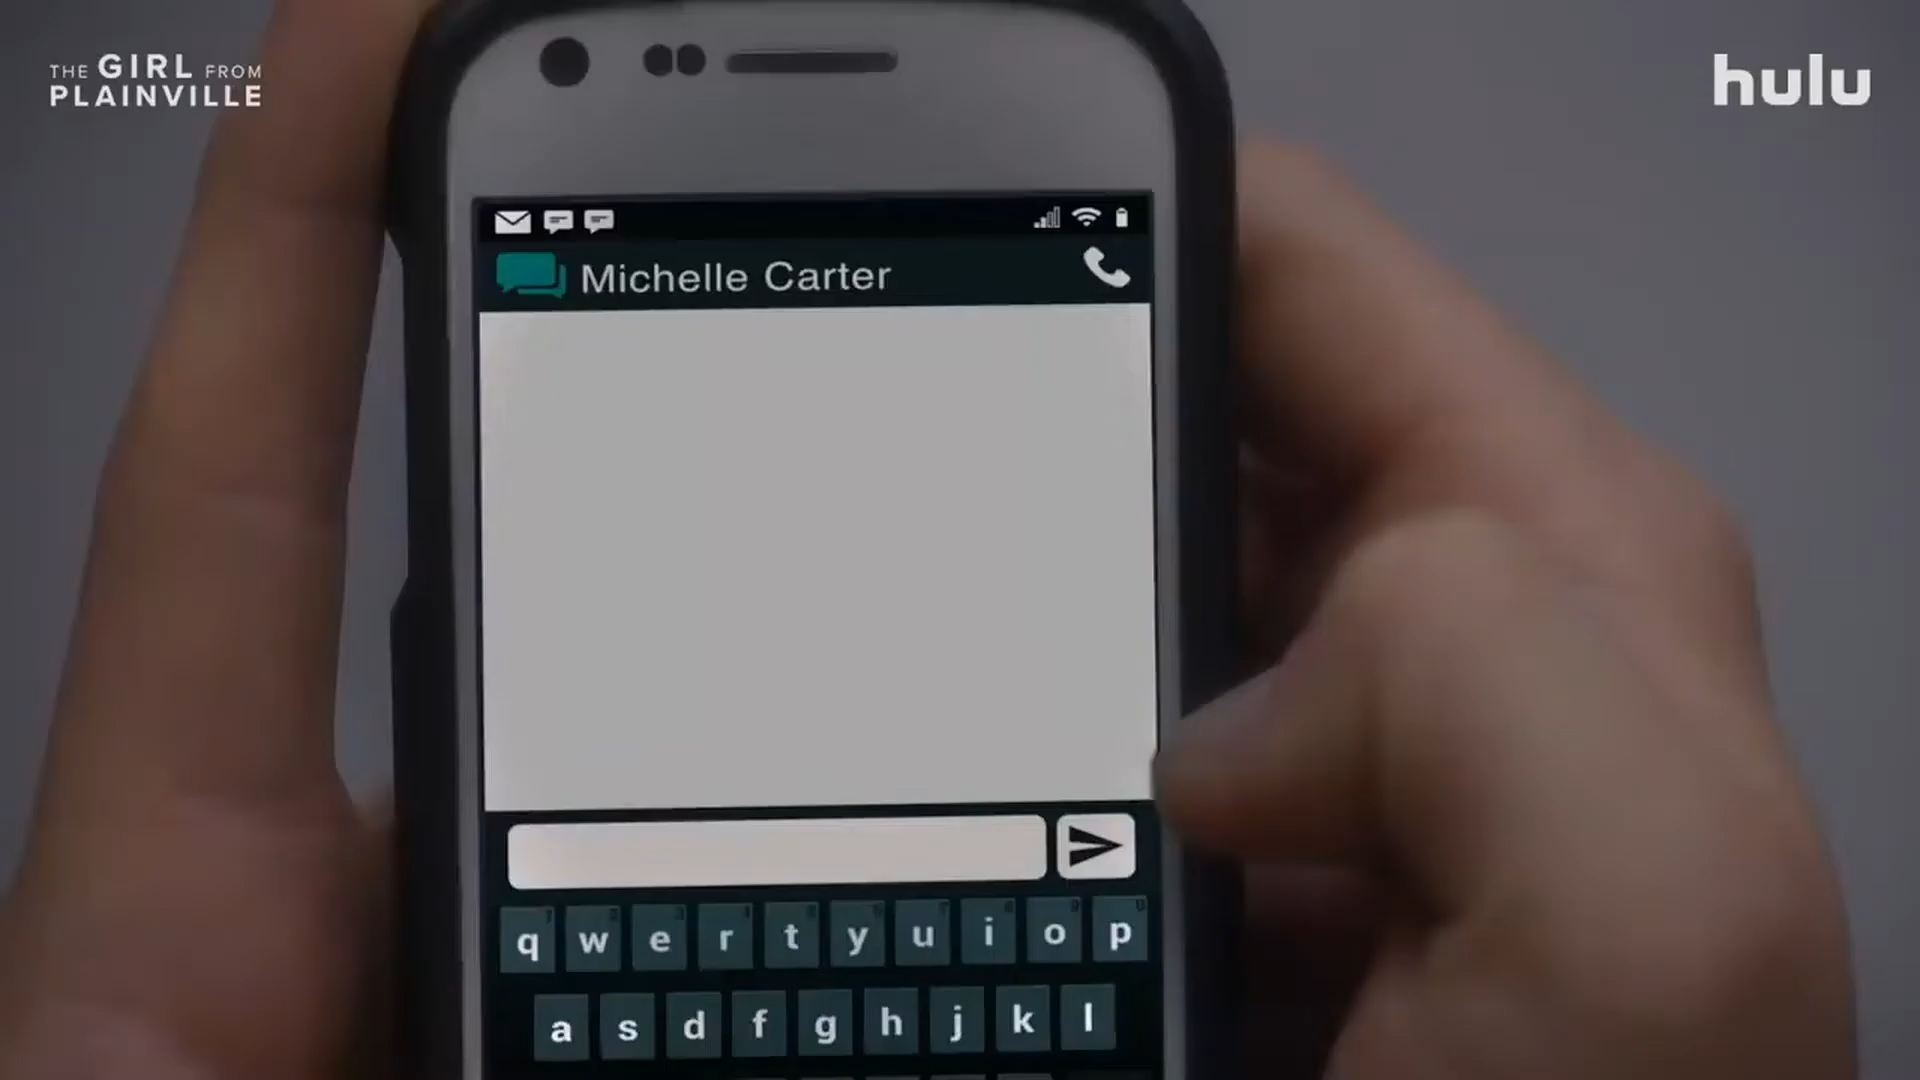 THE GIRL FROM
PLAINVILLE
hulu
Michelle Carter
q w e r t y u i o p
a s d f g h j k l